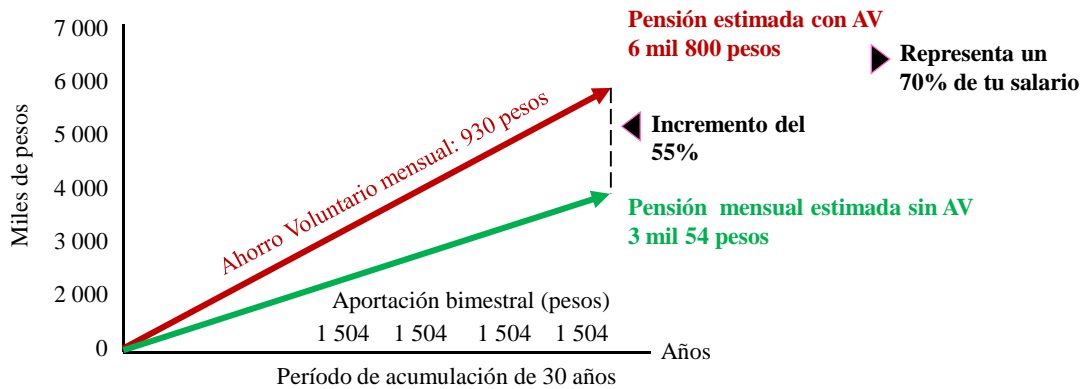 Miles de pesos
7 000
6 000
5 000
4 000
3 000
2 000
0
Ahorro Voluntario mensual: 930 pesos
Pensión estimada con AV
6 mil 800 pesos
Representa un
70% de tu salario
Incremento del
55%
Pensión mensual estimada sin AV
3 mil 54 pesos
Aportación bimestral (pesos)
1 504 1 504 1 504 1 504
Años
Período de acumulación de 30 años